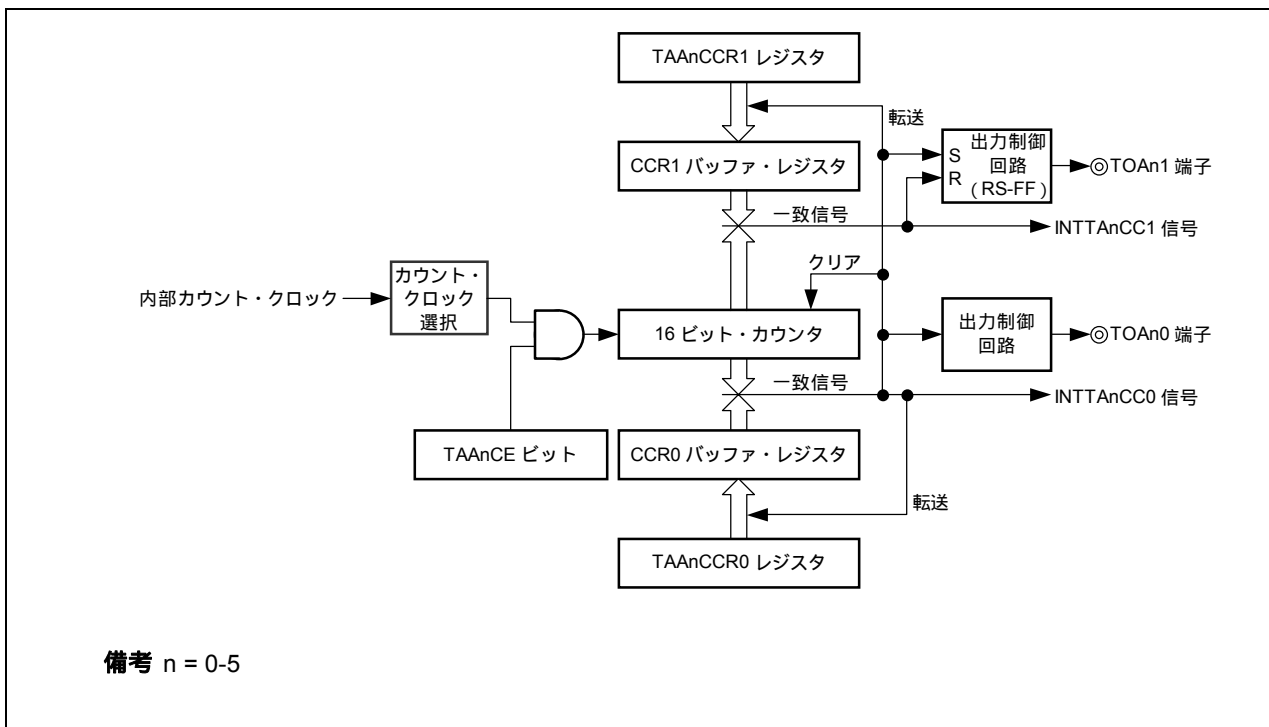 TAAnCCR1 レジスタ
転送
CCR1 バッファ・レジスタ
S
R
出力制御
回路
(RS-FF)
◎TOAn1 端子
一致信号
INTTAnCC1 信号
クリア
内部カウント・クロック
カウント・
クロック
選択
16 ビット・カウンタ
出力制御
回路
◎TOAn0 端子
一致信号
INTTAnCC0 信号
TAAnCE ビット
CCR0 バッファ・レジスタ
転送
TAAnCCR0 レジスタ
備考 n = 0-5